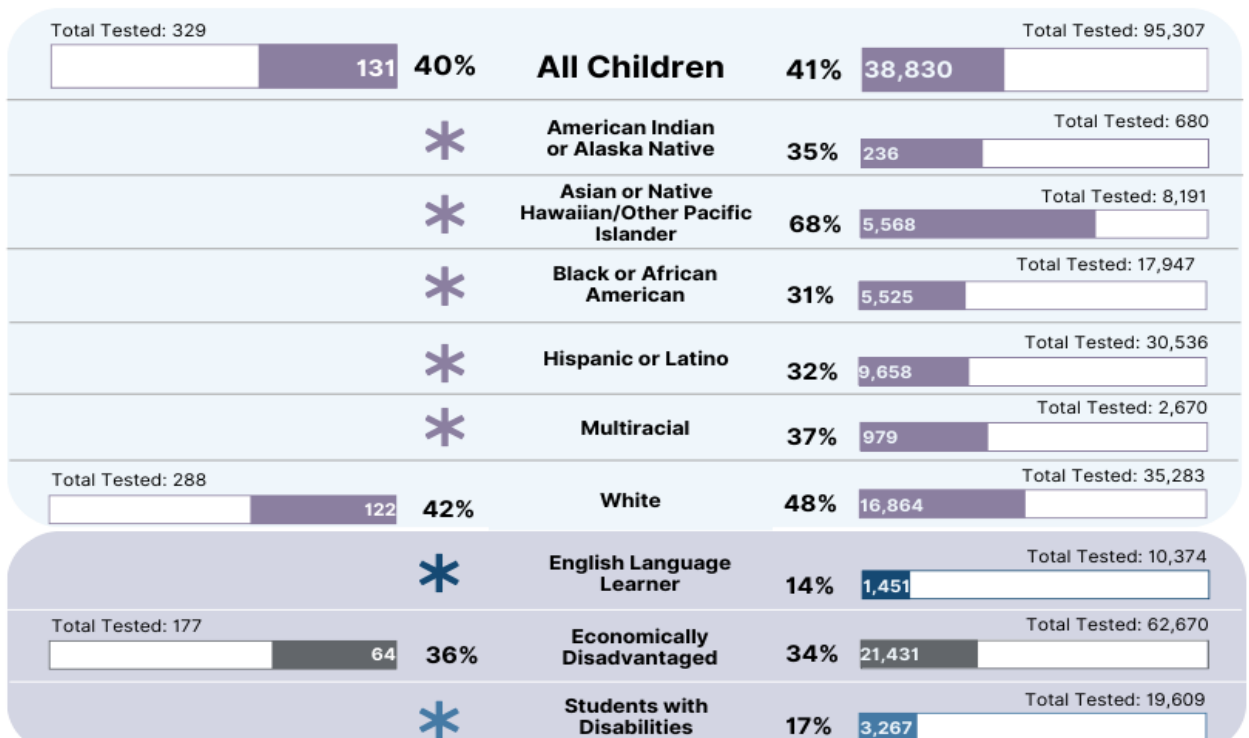 Total Tested: 329
Total Tested: 95,307
131 40% All Children 41% 38,830
Total Tested: 680
American Indian
or Alaska Native
* 35% 236
Total Tested: 8,191
Asian or Native
Hawaiian/Other Pacific
Islander
* 68% 5,568
Total Tested: 17,947
Black or African
American
* 31% 5,525
Total Tested: 30,536
* Hispanic or Latino 32% 9,658
Total Tested: 2,670
* Multiracial 37% 979
Total Tested: 288
Total Tested: 35,283
122 42% White 48% 16,864
Total Tested: 10,374
English Language
Learner
* 14% 1,451
Total Tested: 177
Total Tested: 62,670
64 36% Economically
Disadvantaged
34% 21,431
Total Tested: 19,609
Students with
Disabilities
* 17% 3,267